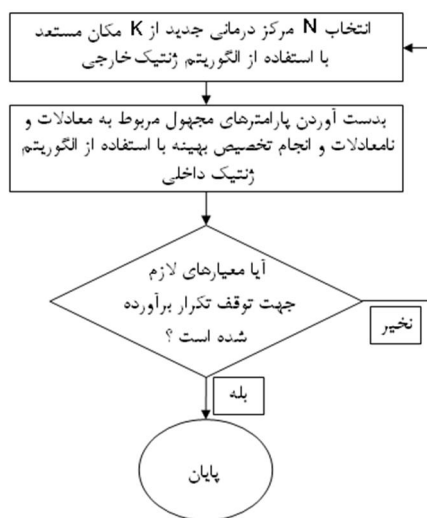 انتخاب N مرکز درمانی جدید از K مکان مستعد
با استفاده از الگوریتم ژنتیک خارجی
بدست آوردن پارامترهای مجهول مربوط به معادلات و
نامعادلات و انجام تخصیص بهینه با استفاده از الگوریتم
ژنتیک داخلی
آیا معیارهای لازم
جهت توقف تکرار برآورده
شده است ؟
نخیر
بله
پایان